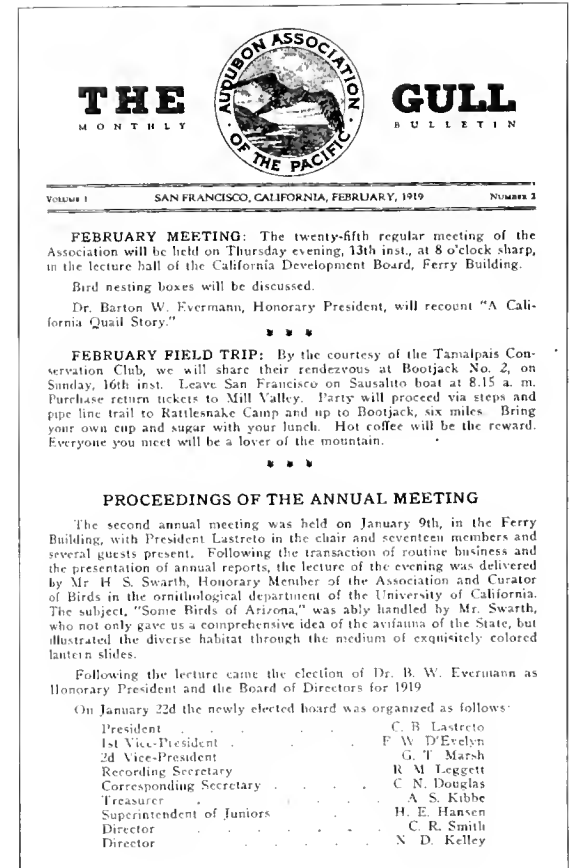 THE
MONTHLY
AUDUBON ASSOCIATION
OF THE PACIFIC
GULL
BULLETIN
VOLUME 1 SAN FRANCISCO, CALIFORNIA, FEBRUARY, 1919 NUMBER 2
FEBRUARY MEETING: The twenty-fifth regular meeting of the
Association will be held on Thursday evening, 13th inst., at 8 o'clock sharp,
in the lecture hall of the California Development Board, Ferry Building.
Bird nesting boxes will be discussed.
Dr. Barton W. Evermann, Honorary President, will recount "A Cali-
fornia Quail Story."
FEBRUARY FIELD TRIP: By the courtesy of the Tamalpais Con-
servation Club, we will share their rendezvous at Bootjack No. 2, on
Sunday, 16th inst. Leave San Francisco on Sausalito boat at 8.15 a. m.
Purchase return tickets to Mill Valley. Party will proceed via steps and
pipe line trail to Rattlesnake Camp and up to Bootjack, six miles. Bring
your own cup and sugar with your lunch. Hot coffee will be the reward.
Everyone you meet will be a lover of the mountain.
PROCEEDINGS OF THE ANNUAL MEETING
The second annual meeting was held on January 9th, in the Ferry
Building, with President Lastreto in the chair and seventeen members and
several guests present. Following the transaction of routine business and
the presentation of annual reports, the lecture of the evening was delivered
by Mr. H. S. Swarth, Honorary Member of the Association and Curator
of Birds in the ornithological department of the University of California.
The subject, "Some Birds of Arizona," was ably handled by Mr. Swarth,
who not only gave us a comprehensive idea of the avifauna of the State, but
illustrated the diverse habitat through the medium of exquisitely colored
lantern slides.
Following the lecture came the election of Dr. B. W. Evermann as
Honorary President and the Board of Directors for 1919
On January 22d the newly elected board was organized as follows:
President . . . . . C. B. Lastreto
1st Vice-President . . . . F. W. D'Evelyn
2d Vice-President G. T. Marsh
Recording Secretary R. M. Leggett
Corresponding Secretary . . . . C. N. Douglas
Treasurer . . . . A. S. Kibbe
Superintendent of Juniors . . . H. E. Hansen
Director . . . . . . C. R. Smith
Director . . . . . N. D. Kelley